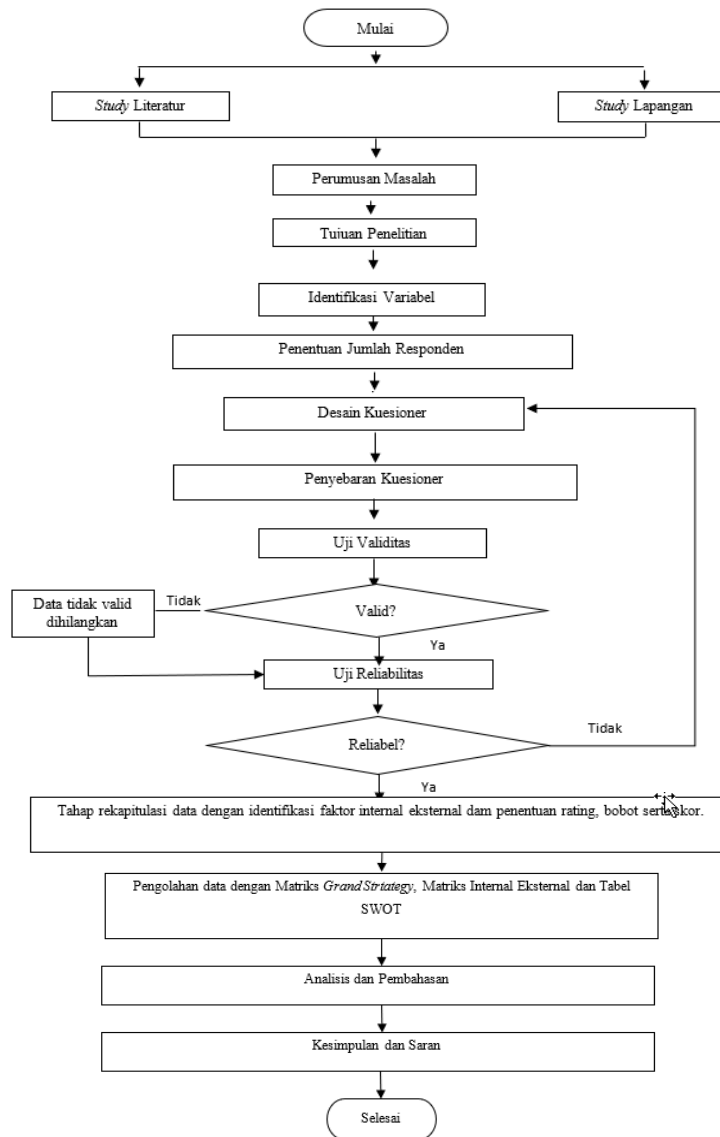 Mulai
Study Literatur
Study Lapangan
Perumusan Masalah
Tujuan Penelitian
Identifikasi Variabel
Penentuan Jumlah Responden
Desain Kuesioner
Penyebaran Kuesioner
Uji Validitas
Data tidak valid
dihilangkan
Tidak
Valid?
Ya
Uji Reliabilitas
Reliabel?
Tidak
Ya
Tahap rekapitulasi data dengan identifikasi faktor internal eksternal dam penentuan rating, bobot serta skor.
Pengolahan data dengan Matriks Grand Strtategy, Matriks Internal Eksternal dan Tabel
SWOT
Analisis dan Pembahasan
Kesimpulan dan Saran
Selesai